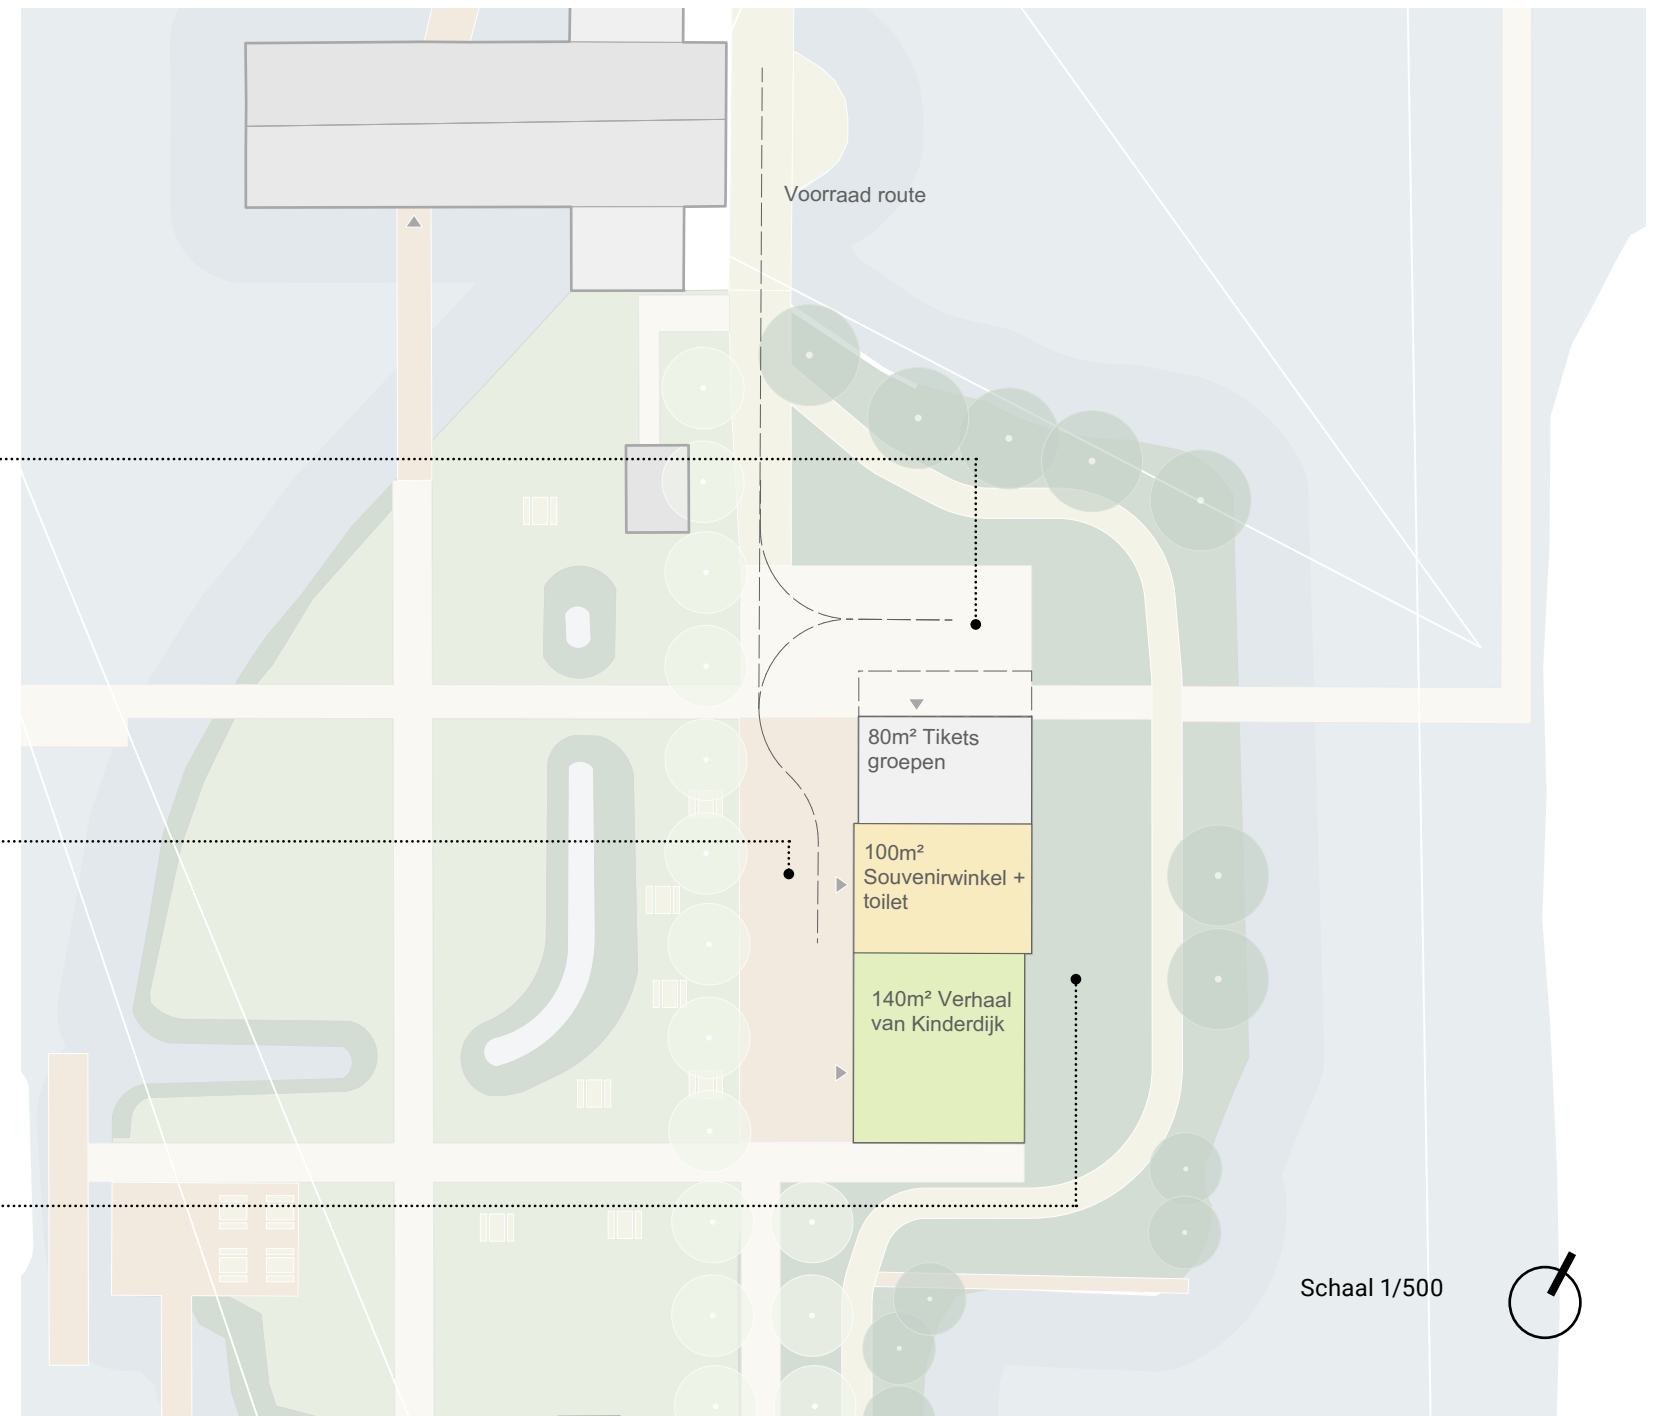 Voorraad route
80m² Tikets
groepen
100m²
Souvenirwinkel +
toilet
140m² Verhaal
van Kinderdijk
Schaal 1/500